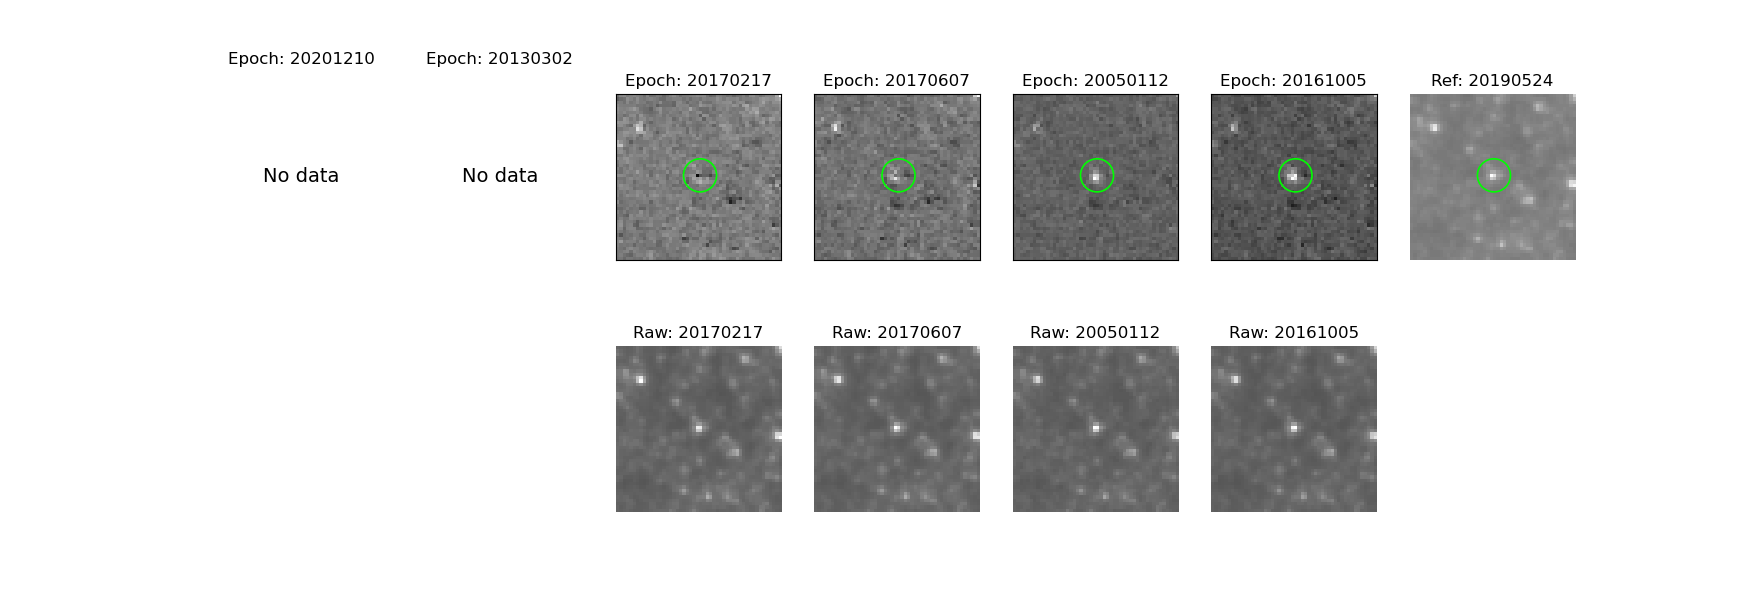 Epoch: 20201210
Epoch: 20130302
Epoch: 20170217
Epoch: 20170607
Epoch: 20050112
Epoch: 20161005
Ref: 20190524
No data
No data
Raw: 20170217
Raw: 20170607
Raw: 20050112
Raw: 20161005